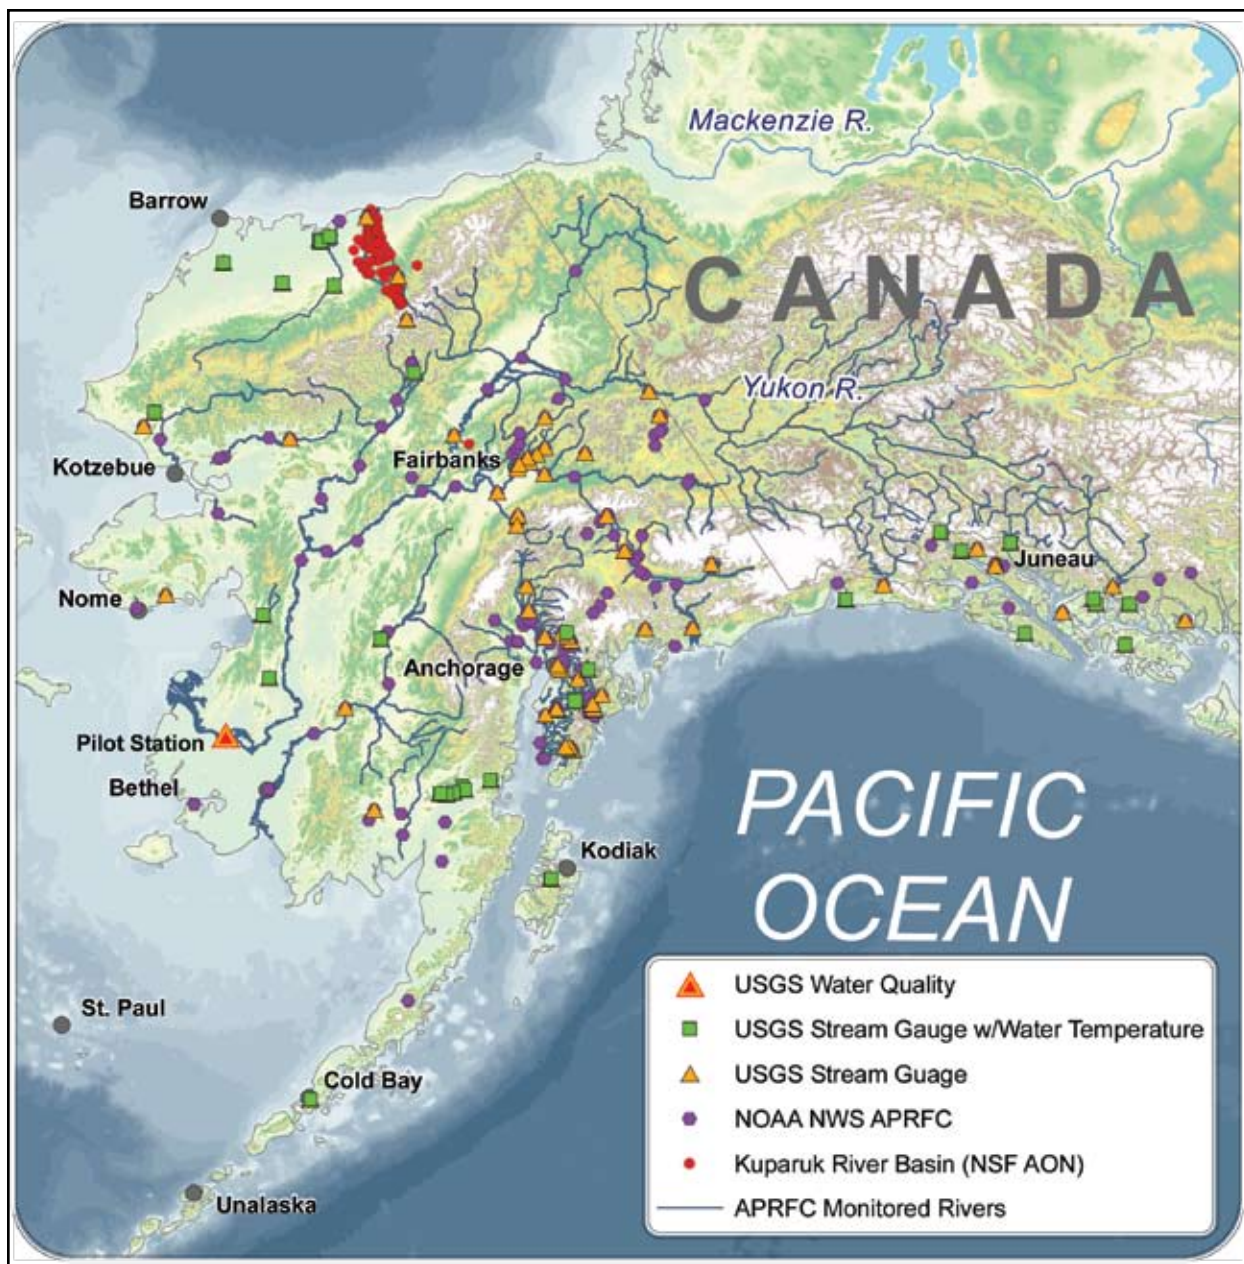 Mackenzie R.
Barrow
CANADA
Yukon R.
Fairbanks
Kotzebue
Juneau
Nome
Anchorage
Pilot Station
Bethel
PACIFIC
OCEAN
Kodiak
St. Paul
Cold Bay
Unalaska
USGS Water Quality
USGS Stream Gauge w/Water Temperature
USGS Stream Guage
NOAA NWS APRFC
Kuparuk River Basin (NSF AON)
APRFC Monitored Rivers